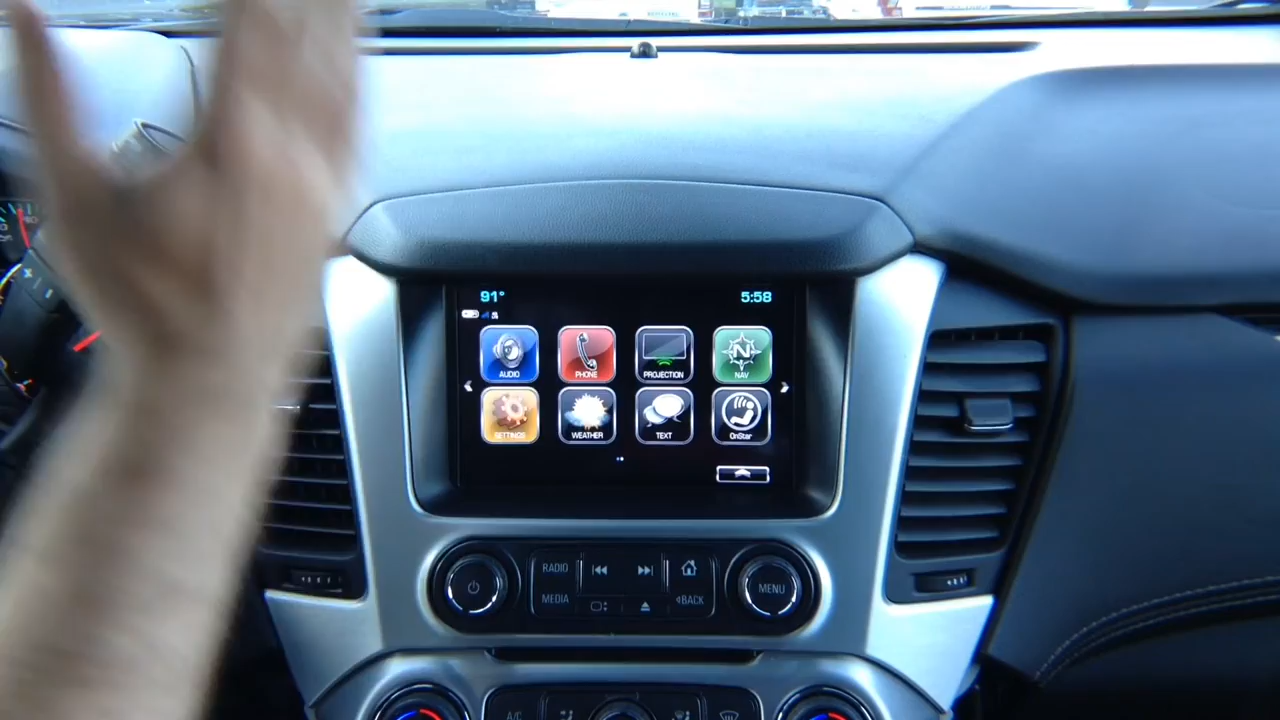 91° 5:58
AUDIO PHONE PROJECTION NAV
SETTINGS WEATHER TEXT OnStar
RADIO
MEDIA BACK
MENU
A/C